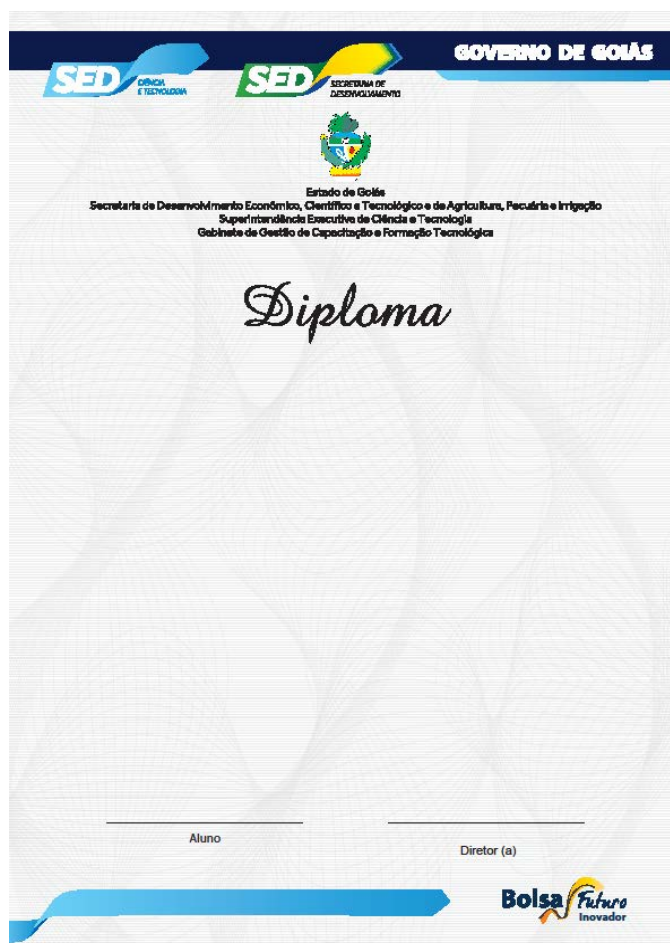 GOVERNO DE GOIÁS
SED CIÊNCIA
E TECNOLOGIA
SED SECRETARIA DE
DESENVOLVIMENTO
Estado de Goiás
Secretaria de Desenvolvimento Econômico, Científico e Tecnológico e de Agricultura, Pecuária e Irrigação
Superintendência Executiva de Ciência e Tecnologia
Gabinete de Gestão de Capacitação e Formação Tecnológica
Diploma
Aluno
Diretor (a)
Bolsa Futuro
Inovador